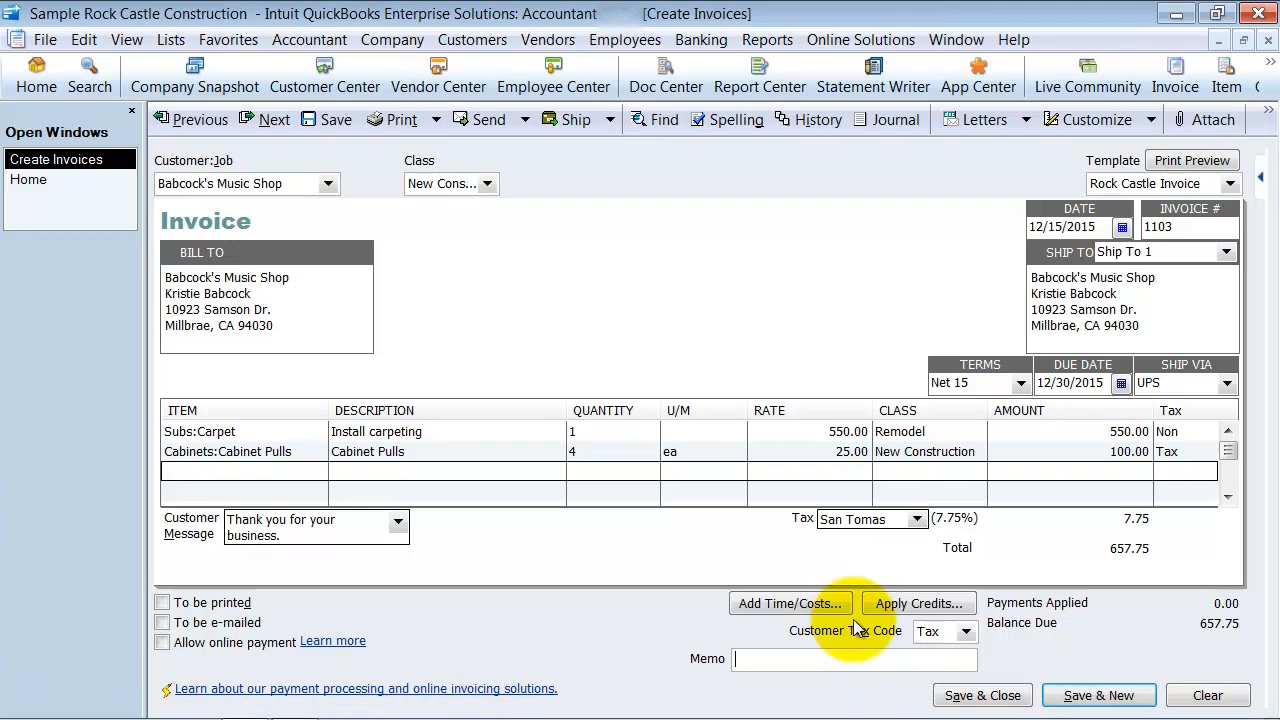 Sample Rock Castle Construction - Intuit QuickBooks Enterprise Solutions: Accountant [Create Invoices]
File Edit View Lists Favorites Accountant Company Customers Vendors Employees Banking Reports Online Solutions Window Help
Home Search Company Snapshot Customer Center Vendor Center Employee Center Doc Center Report Center Statement Writer App Center Live Community Invoice Item
Open Windows
Create Invoices
Home
Previous Next Save Print Send Ship Find Spelling History Journal Letters Customize Attach
Customer:Job Class Template Print Preview
Babcock's Music Shop New Cons... Rock Castle Invoice
Invoice
DATE INVOICE #
12/15/2015 1103
BILL TO
Babcock's Music Shop
Kristie Babcock
10923 Samson Dr.
Millbrae, CA 94030
SHIP TO Ship To 1
Babcock's Music Shop
Kristie Babcock
10923 Samson Dr.
Millbrae, CA 94030
TERMS DUE DATE SHIP VIA
Net 15 12/30/2015 UPS
ITEM DESCRIPTION QUANTITY U/M RATE CLASS AMOUNT Tax
Subs:Carpet Install carpeting 1 550.00 Remodel 550.00 Non
Cabinets:Cabinet Pulls Cabinet Pulls 4 ea 25.00 New Construction 100.00 Tax
Customer Message
Thank you for your
business.
Tax San Tomas (7.75%) 7.75
Total 657.75
To be printed
To be e-mailed
Allow online payment Learn more
Add Time/Costs... Apply Credits... Payments Applied 0.00
Balance Due 657.75
Customer Tax Code Tax
Memo
Learn about our payment processing and online invoicing solutions.
Save & Close Save & New Clear